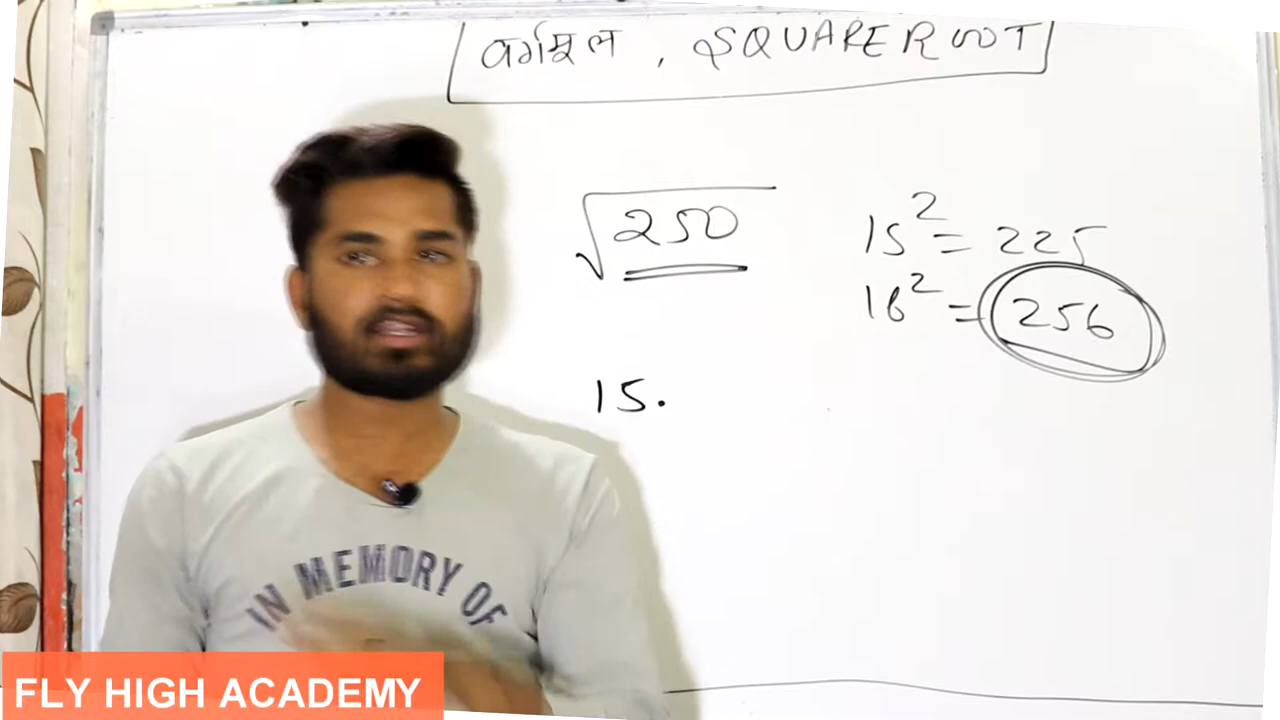 वर्गमूल , SQUARE ROOT
√250
15² = 225
16² = 256
15.
IN MEMORY OF
FLY HIGH ACADEMY